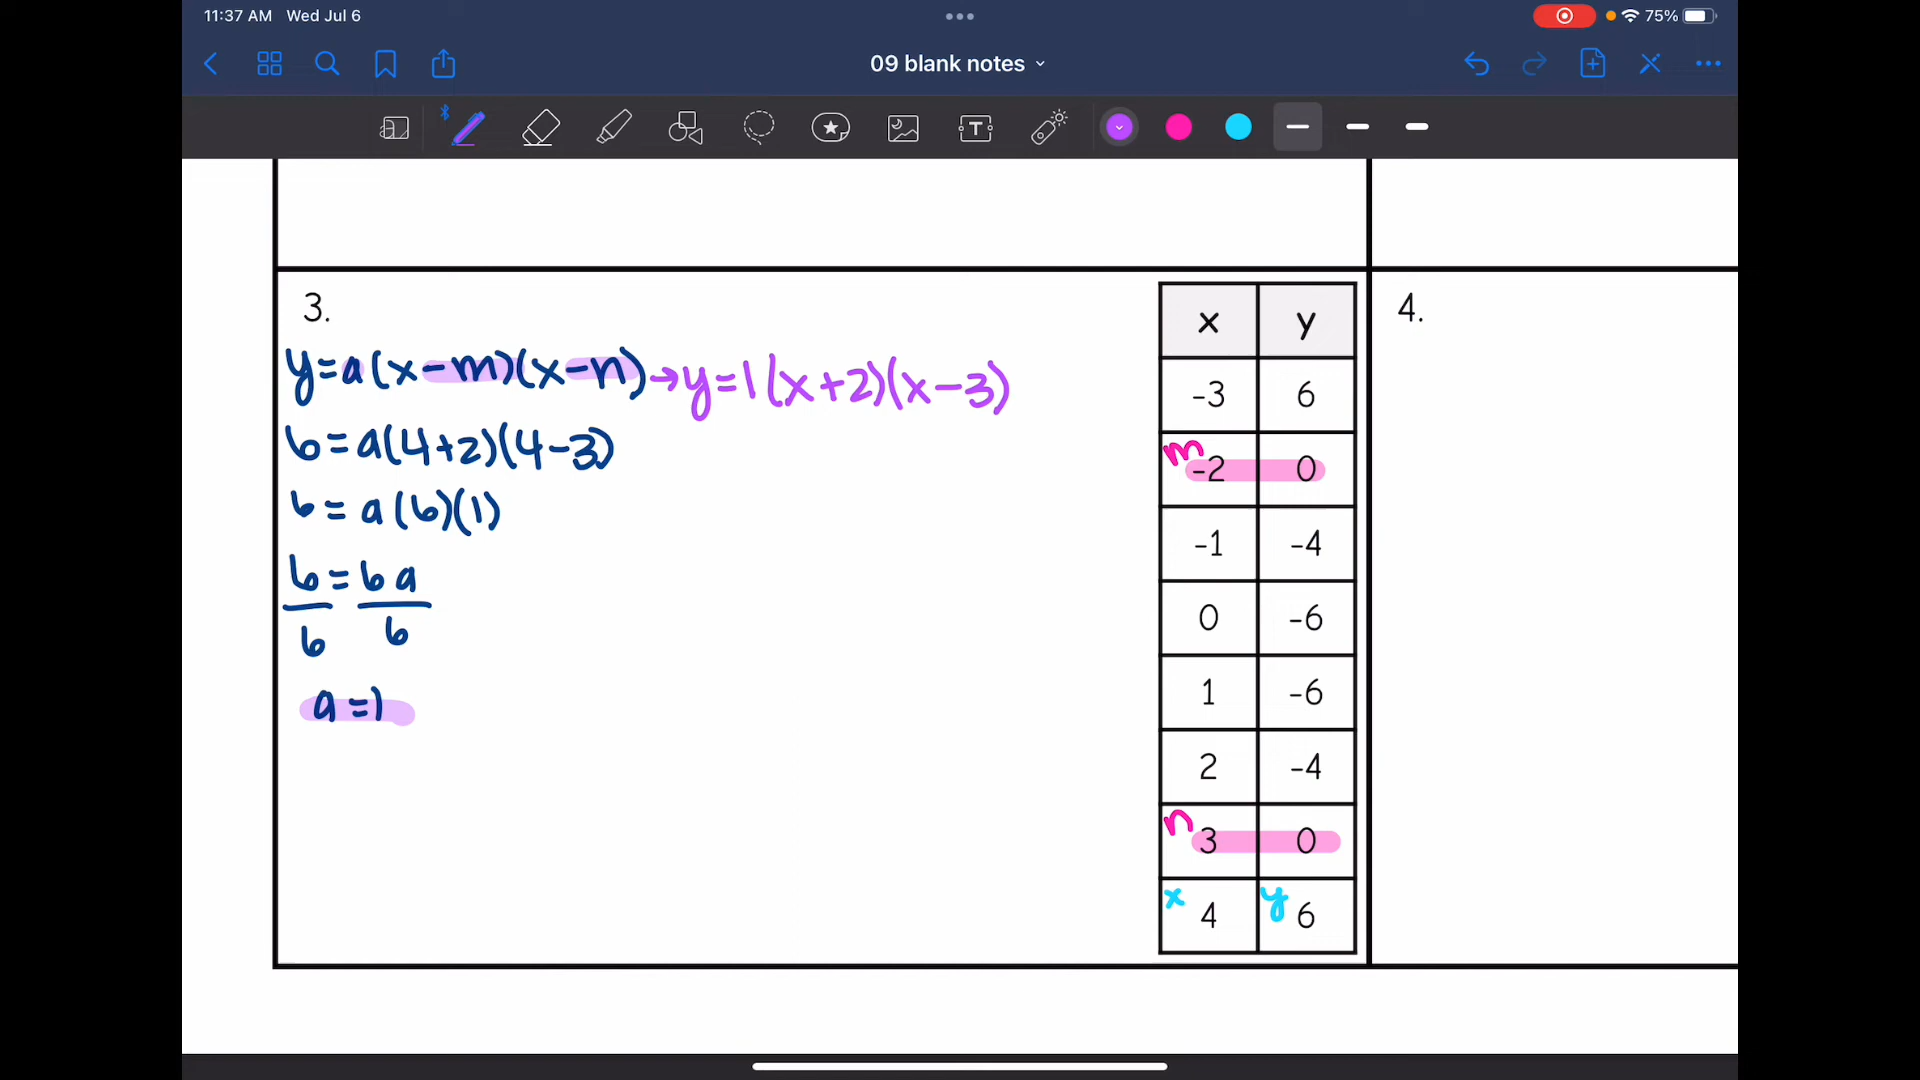 11:37 AM Wed Jul 6
75%
09 blank notes
T
3.
4.
y=a(x-m)(x-n)→y=1(x+2)(x-3)
6=a(4+2)(4-3)
6=a(6)(1)
6=6a
6 6
a=1
x y
-3 6
m -2 0
-1 -4
0 -6
1 -6
2 -4
n 3 0
x 4 y 6